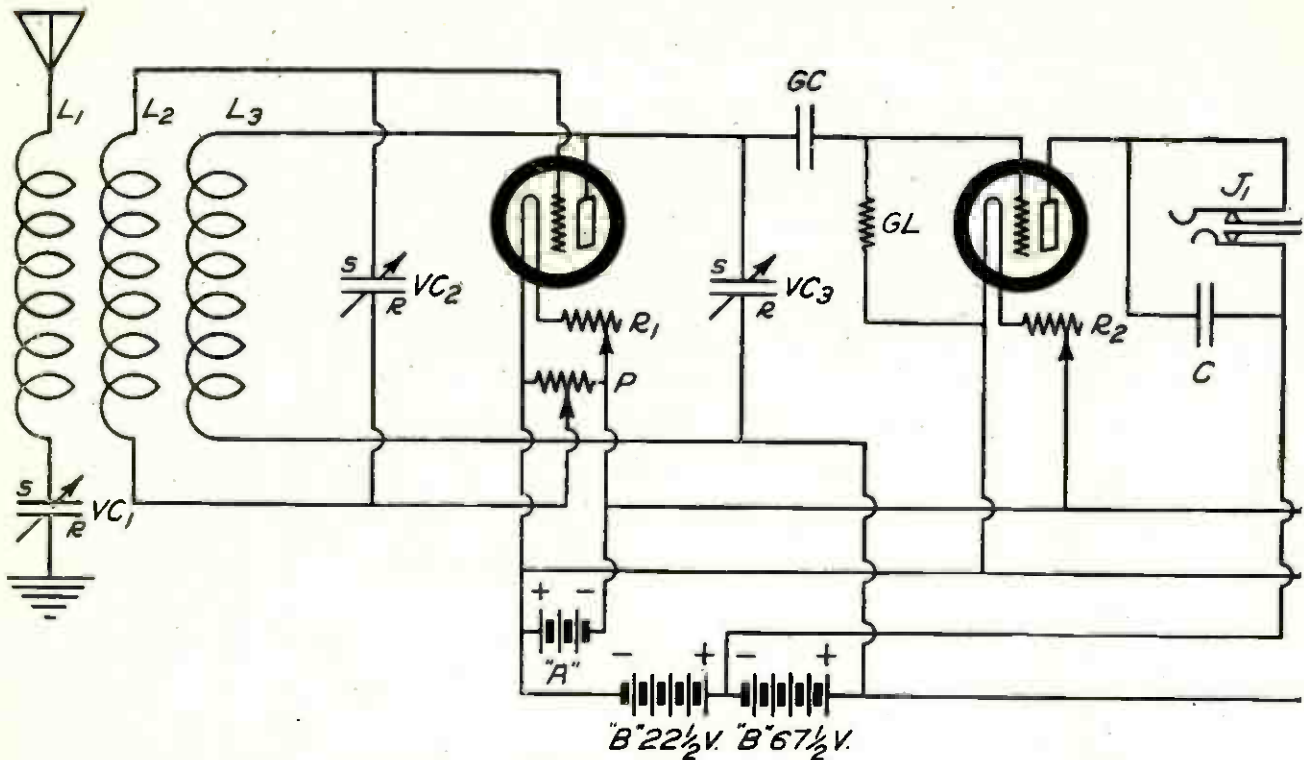 L1
L2
L3
GC
J1
S
VC2
R
S
VC3
R
GL
R1
R2
P
C
S
VC1
R
+ -
"A"
- + - +
"B" 22½ V. "B" 67½ V.